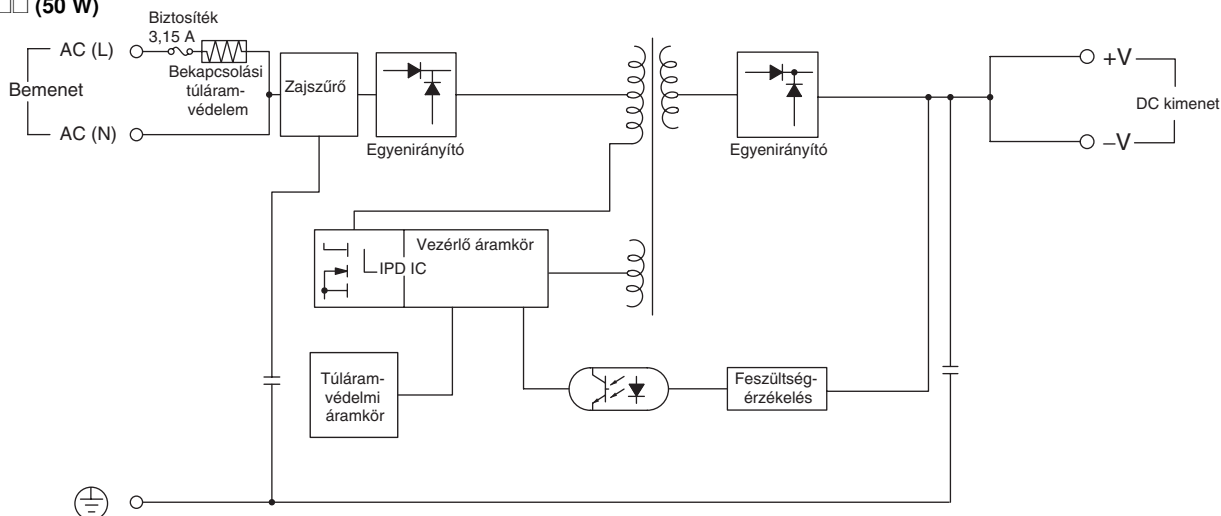 □□ (50 W)
Biztosíték
3,15 A
AC (L)
Bekapcsolási
túláram-
védelem
Bemenet
AC (N)
Zajszűrő
Egyenirányító
Egyenirányító
+V
DC kimenet
–V
Vezérlő áramkör
IPD IC
Túláram-
védelmi
áramkör
Feszültség-
érzékelés